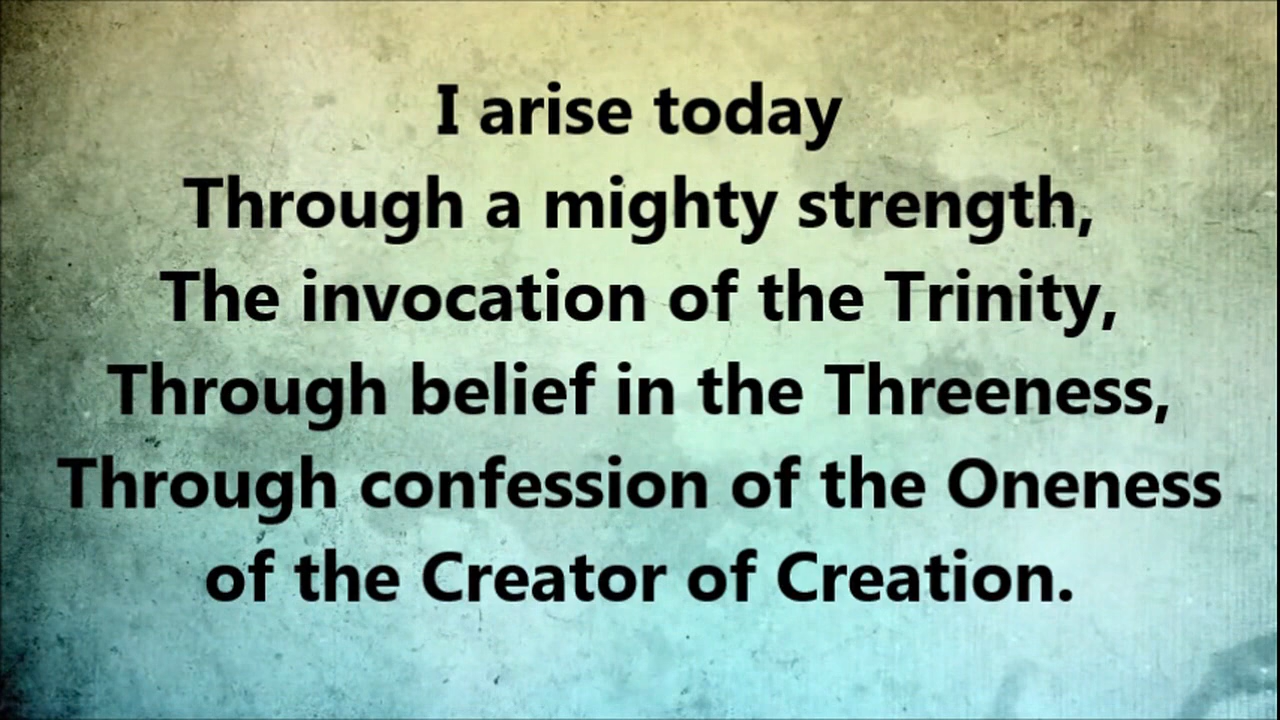 I arise today
Through a mighty strength,
The invocation of the Trinity,
Through belief in the Threeness,
Through confession of the Oneness
of the Creator of Creation.